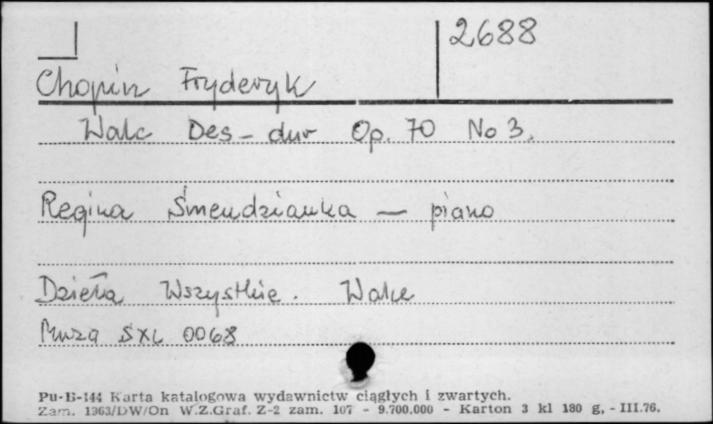 2688
Chopin Fryderyk
Walc Des-dur Op. 70 No 3.
Regina Smendzianka — piano
Dzieła Wszystkie. Walce
Muza SXL 0068
Pu-B-144 Karta katalogowa wydawnictw ciągłych i zwartych.
Zam. 1363/DW/On W.Z.Graf. Z-2 zam. 107 - 9.700.000 - Karton 3 kl 180 g, - III.76.